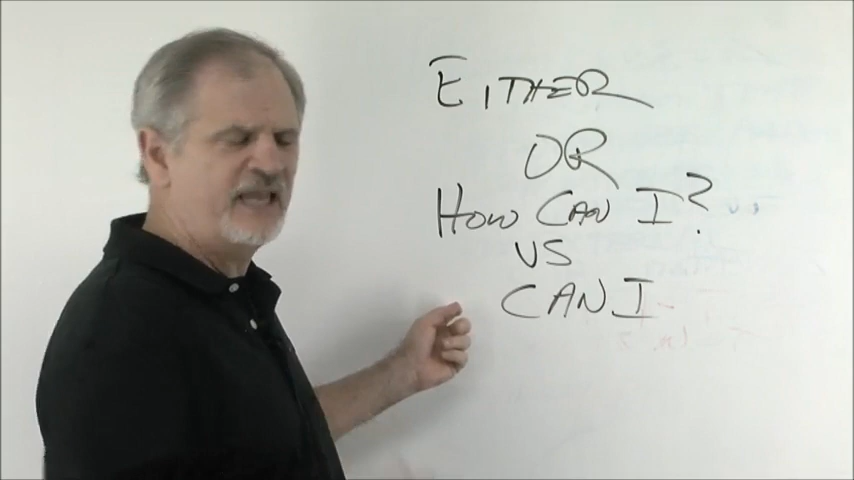 EITHER
OR
HOW CAN I?
VS
CAN I